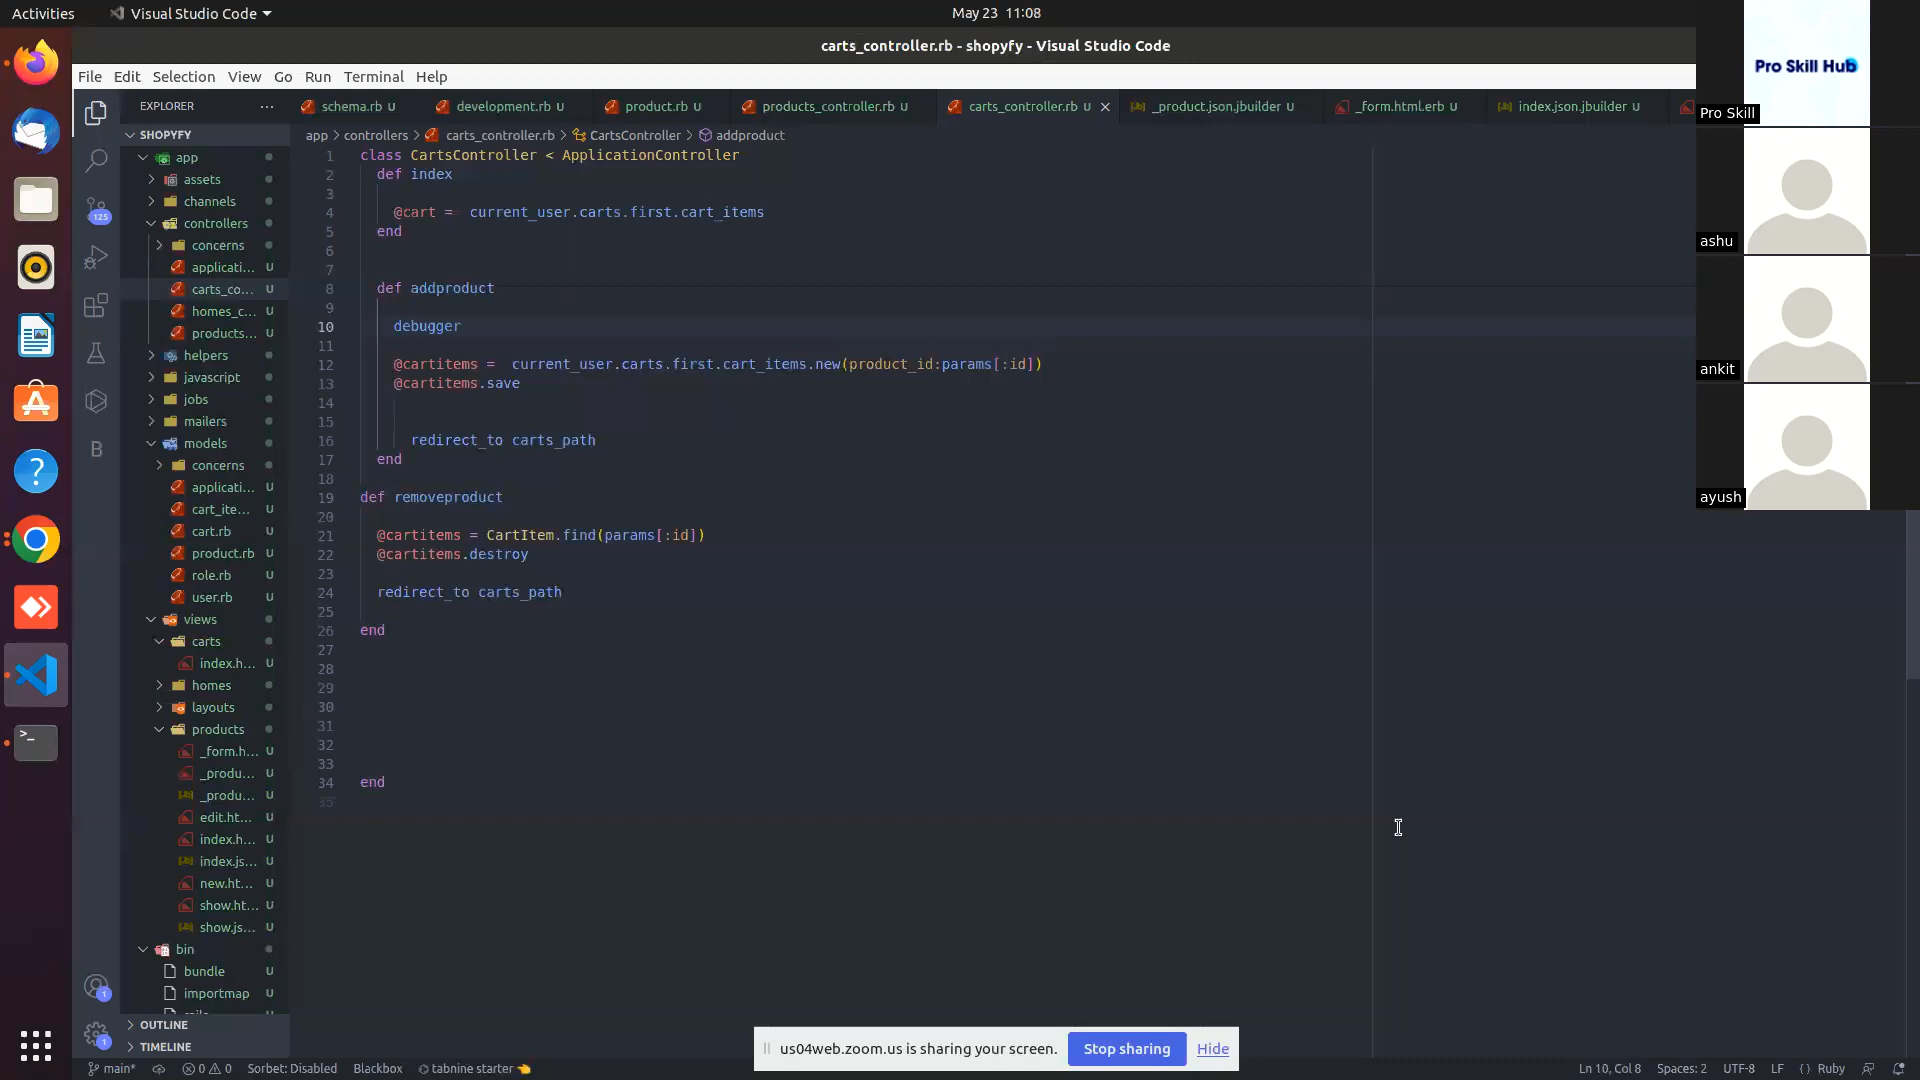 Activities
Visual Studio Code
May 23 11:08
carts_controller.rb - shopyfy - Visual Studio Code
File Edit Selection View Go Run Terminal Help
EXPLORER
schema.rb U
development.rb U
product.rb U
products_controller.rb U
carts_controller.rb U
_product.json.jbuilder U
_form.html.erb U
index.json.jbuilder U
app > controllers > carts_controller.rb > CartsController > addproduct
SHOPYFY
app
assets
channels
controllers
concerns
applicati... U
carts_co... U
homes_c... U
products... U
helpers
javascript
jobs
mailers
models
concerns
applicati... U
cart_ite... U
cart.rb U
product.rb U
role.rb U
user.rb U
views
carts
index.h... U
homes
layouts
products
_form.h... U
_produ... U
_produ... U
edit.ht... U
index.h... U
index.js... U
new.ht... U
show.ht... U
show.js... U
bin
bundle U
importmap U
OUTLINE
TIMELINE
125
1
1
1 class CartsController < ApplicationController
2 def index
3
4 @cart = current_user.carts.first.cart_items
5 end
6
7
8 def addproduct
9
10 debugger
11
12 @cartitems = current_user.carts.first.cart_items.new(product_id:params[:id])
13 @cartitems.save
14
15
16 redirect_to carts_path
17 end
18
19 def removeproduct
20
21 @cartitems = CartItem.find(params[:id])
22 @cartitems.destroy
23
24 redirect_to carts_path
25
26 end
27
28
29
30
31
32
33
34 end
35
Pro Skill Hub
Pro Skill
ashu
ankit
ayush
us04web.zoom.us is sharing your screen. Stop sharing Hide
main* 0 0 Sorbet: Disabled Blackbox tabnine starter
Ln 10, Col 8 Spaces: 2 UTF-8 LF { } Ruby